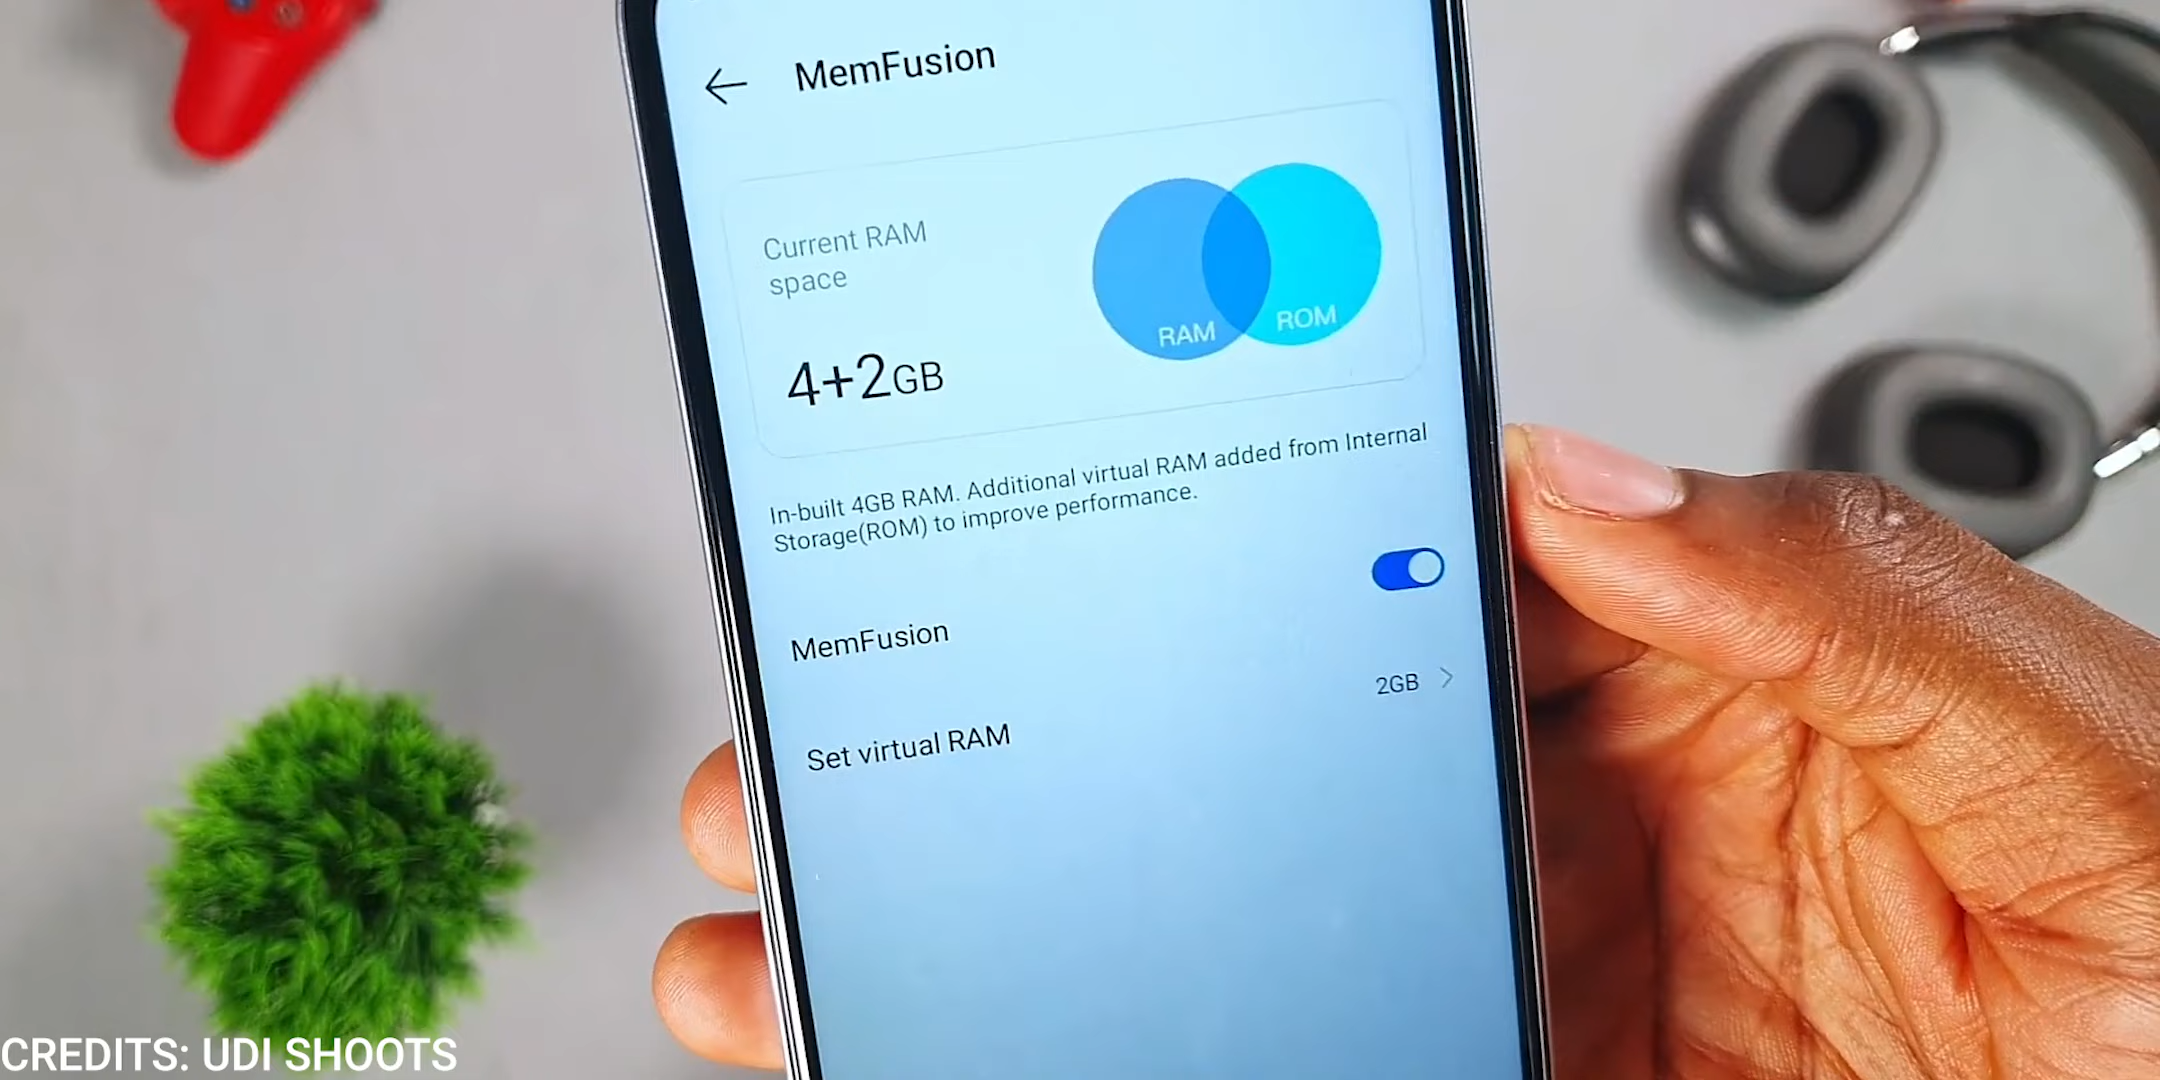 MemFusion
Current RAM
space
4+2GB
RAM
ROM
In-built 4GB RAM. Additional virtual RAM added from Internal
Storage(ROM) to improve performance.
MemFusion
2GB
Set virtual RAM
CREDITS: UDI SHOOTS